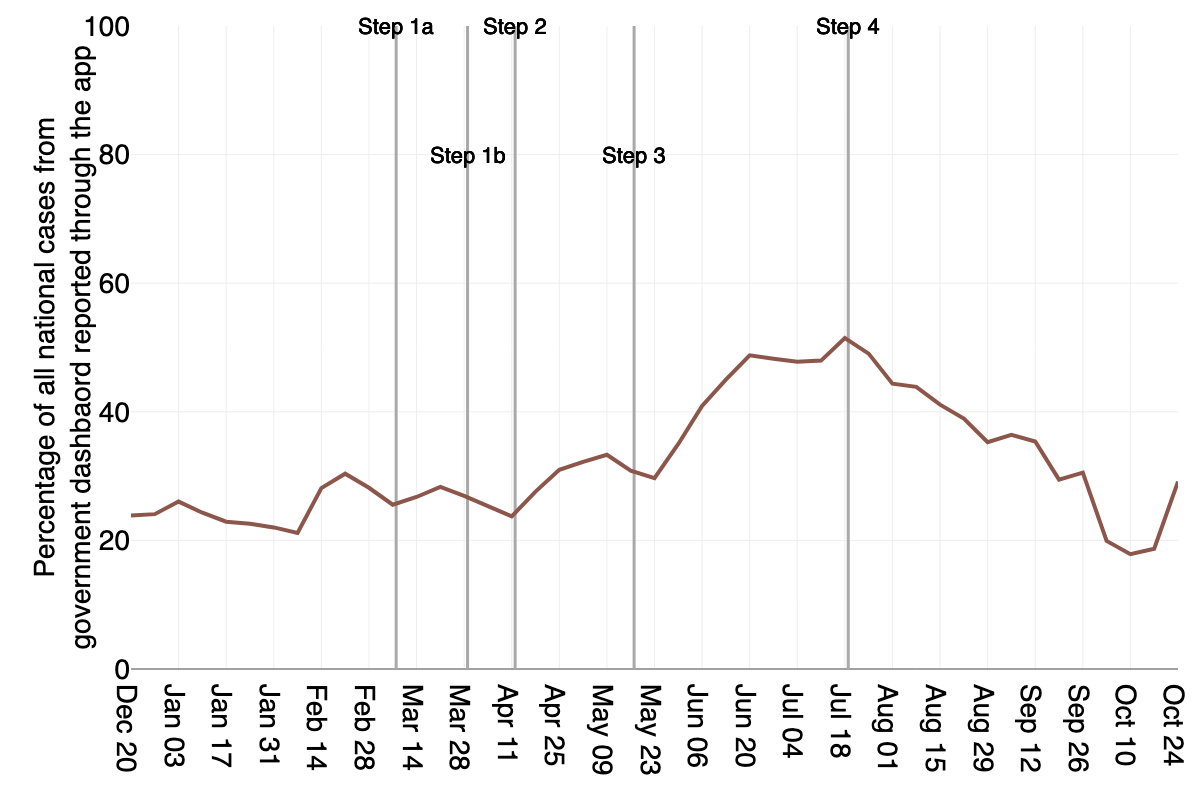 Percentage of all national cases from
government dashbaord reported through the app
100
80
60
40
20
0
Step 1a
Step 2
Step 4
Step 1b
Step 3
Dec 20
Jan 03
Jan 17
Jan 31
Feb 14
Feb 28
Mar 14
Mar 28
Apr 11
Apr 25
May 09
May 23
Jun 06
Jun 20
Jul 04
Jul 18
Aug 01
Aug 15
Aug 29
Sep 12
Sep 26
Oct 10
Oct 24